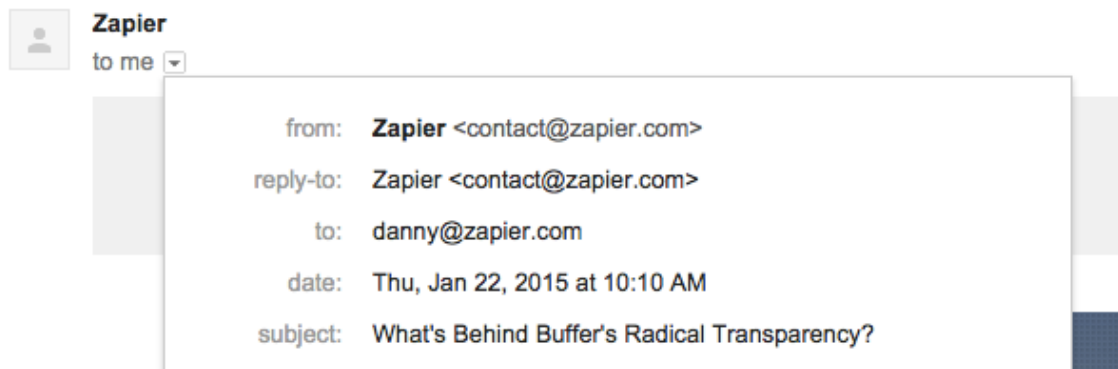 Zapier
to me
from: Zapier <contact@zapier.com>
reply-to: Zapier <contact@zapier.com>
to: danny@zapier.com
date: Thu, Jan 22, 2015 at 10:10 AM
subject: What's Behind Buffer's Radical Transparency?